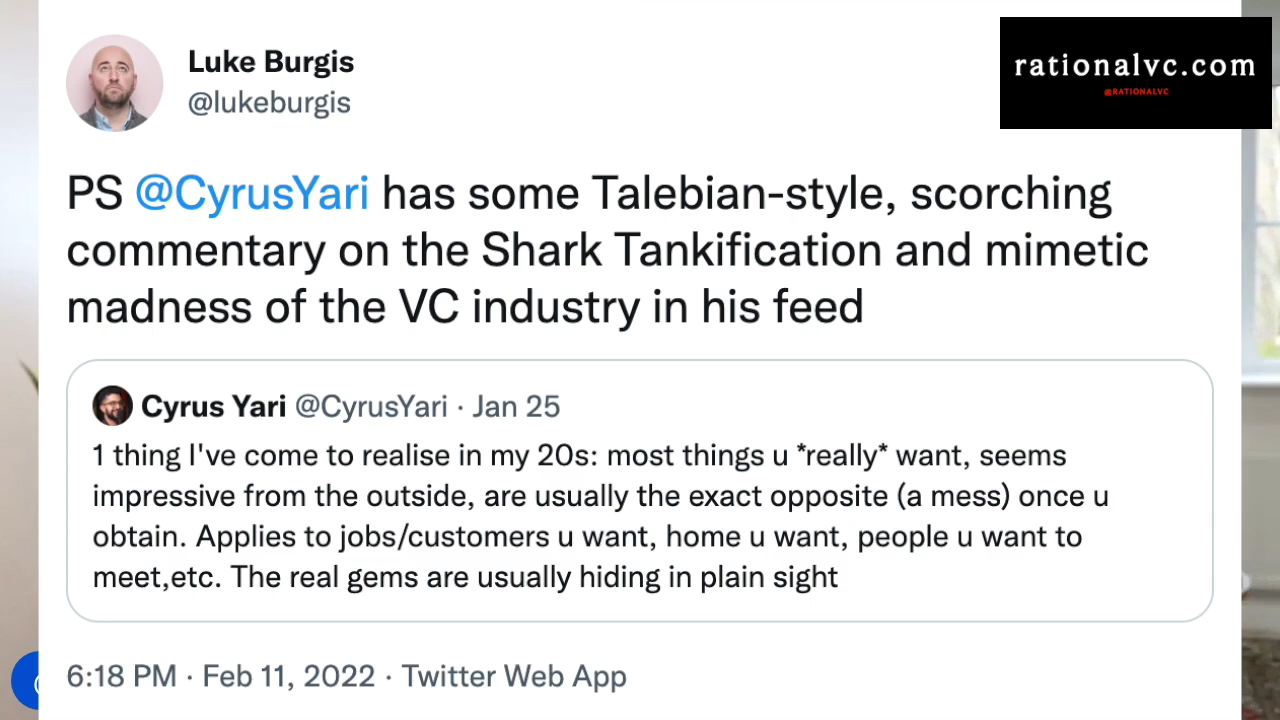 Luke Burgis
@lukeburgis
rationalvc.com
@RATIONALVC
PS @CyrusYari has some Talebian-style, scorching
commentary on the Shark Tankification and mimetic
madness of the VC industry in his feed
Cyrus Yari @CyrusYari · Jan 25
1 thing I've come to realise in my 20s: most things u *really* want, seems
impressive from the outside, are usually the exact opposite (a mess) once u
obtain. Applies to jobs/customers u want, home u want, people u want to
meet,etc. The real gems are usually hiding in plain sight
6:18 PM · Feb 11, 2022 · Twitter Web App